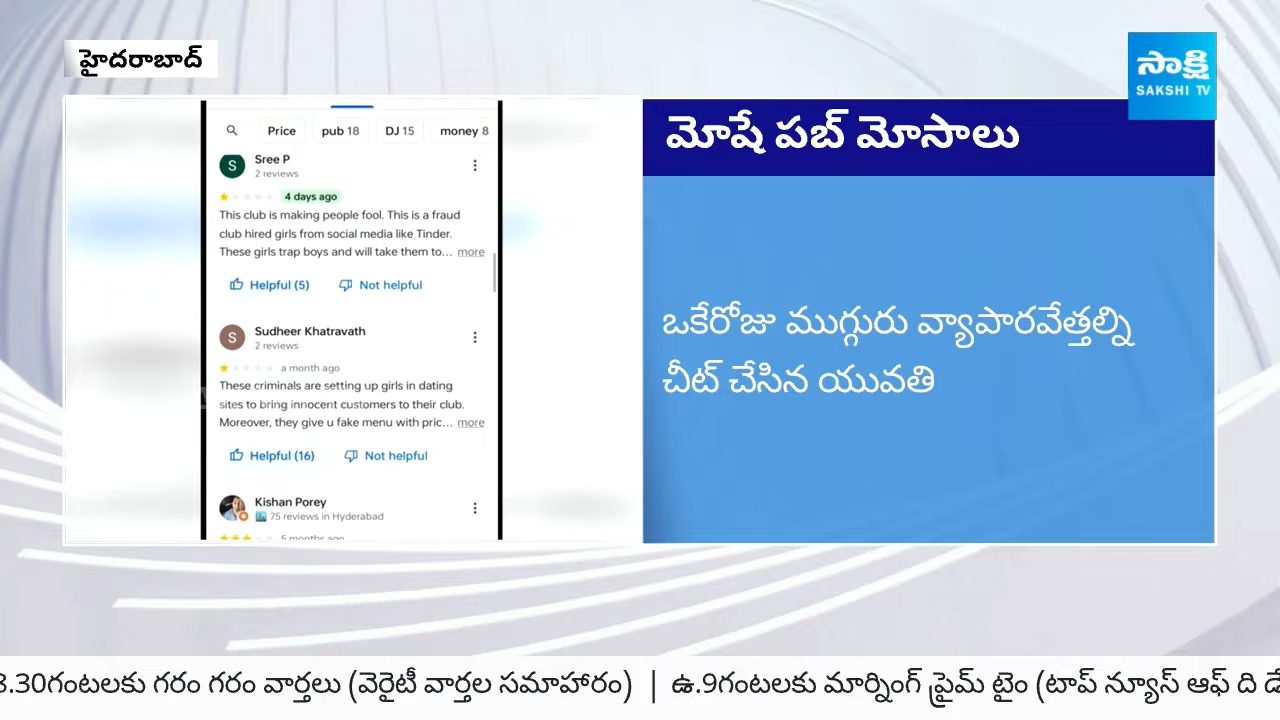 హైదరాబాద్
సాక్షి
SAKSHI TV
Price
pub 18
DJ 15
money 8
S
Sree P
2 reviews
4 days ago
This club is making people fool. This is a fraud
club hired girls from social media like Tinder.
These girls trap boys and will take them to... more
Helpful (5)
Not helpful
S
Sudheer Khatravath
2 reviews
a month ago
These criminals are setting up girls in dating
sites to bring innocent customers to their club.
Moreover, they give u fake menu with pric... more
Helpful (16)
Not helpful
Kishan Porey
75 reviews in Hyderabad
5 months ago
మోషే పబ్ మోసాలు
ఒకేరోజు ముగ్గురు వ్యాపారవేత్తల్ని
చీట్ చేసిన యువతి
8.30గంటలకు గరం గరం వార్తలు (వెరైటీ వార్తల సమాహారం) | ఉ.9గంటలకు మార్నింగ్ ప్రైమ్ టైం (టాప్ న్యూస్ ఆఫ్ ది